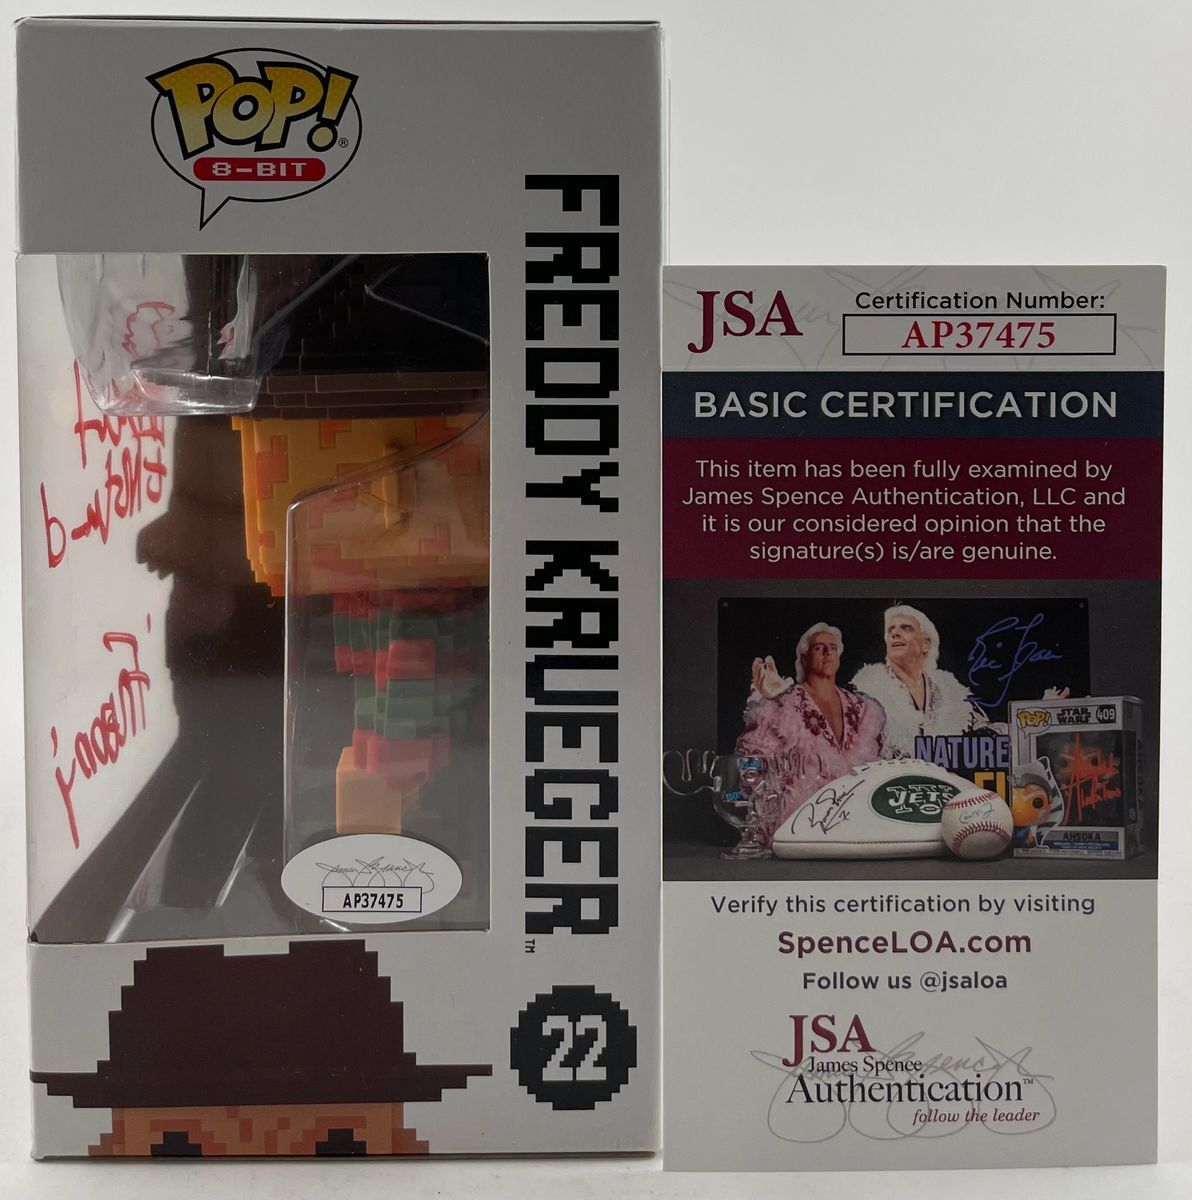 POP!®
8-BIT
FREDDY KRUEGER™
22
AP37475
JSA
Certification Number:
AP37475
BASIC CERTIFICATION
This item has been fully examined by
James Spence Authentication, LLC and
it is our considered opinion that the
signature(s) is/are genuine.
NATURE
JETS
POP!
STAR WARS
409
AHSOKA
Verify this certification by visiting
SpenceLOA.com
Follow us @jsaloa
JSA
James Spence
Authentication™
follow the leader